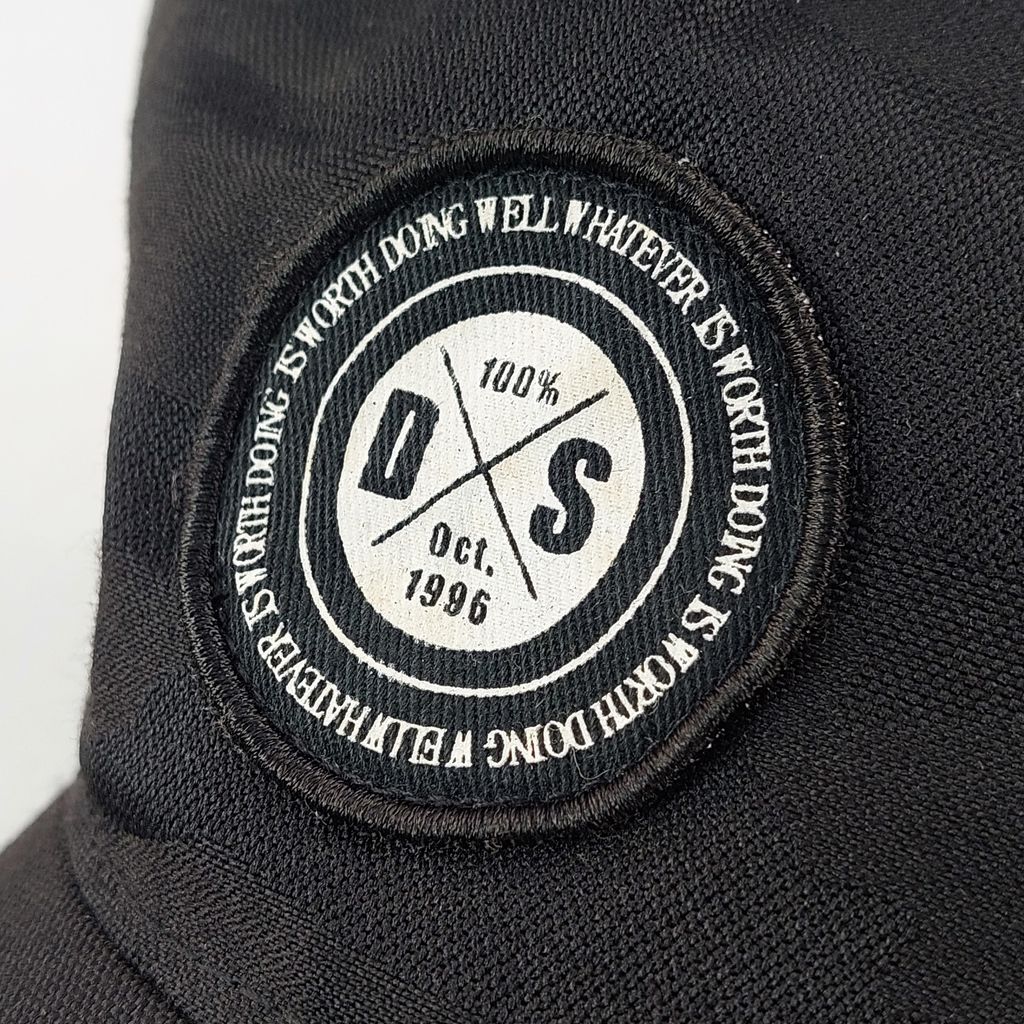 WHATEVER IS WORTH DOING IS WORTH DOING WELL WHATEVER IS WORTH DOING IS WORTH DOING WELL
100%
D S
Oct.
1996